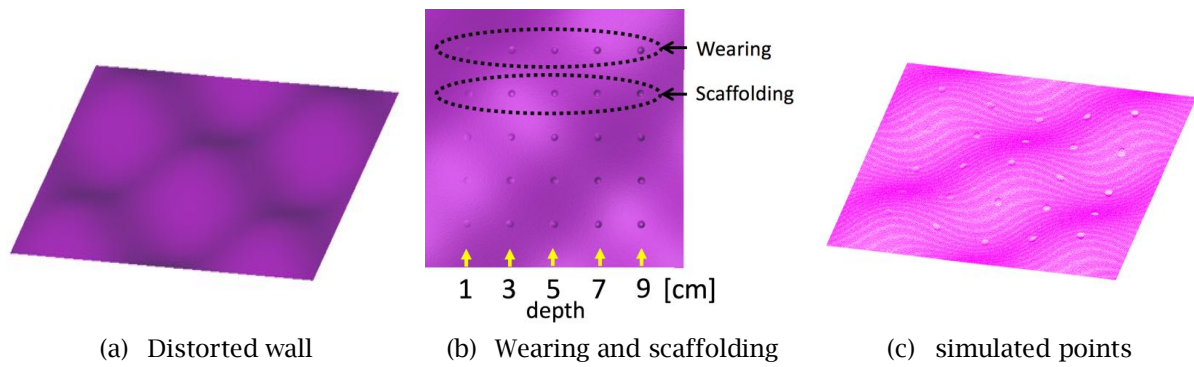 Wearing
Scaffolding
1 3 5 7 9 [cm]
depth
(a) Distorted wall
(b) Wearing and scaffolding
(c) simulated points